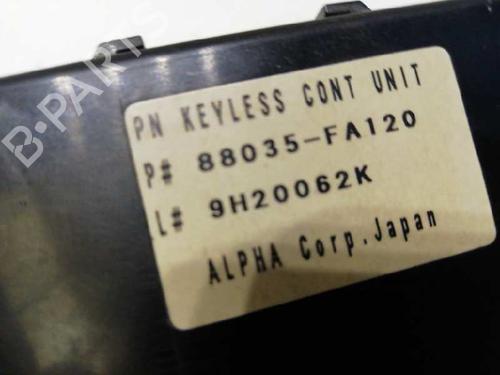 PN KEYLESS CONT UNIT
P# 88035-FA120
L# 9H20062K
ALPHA Corp.,Japan
B-PARTS